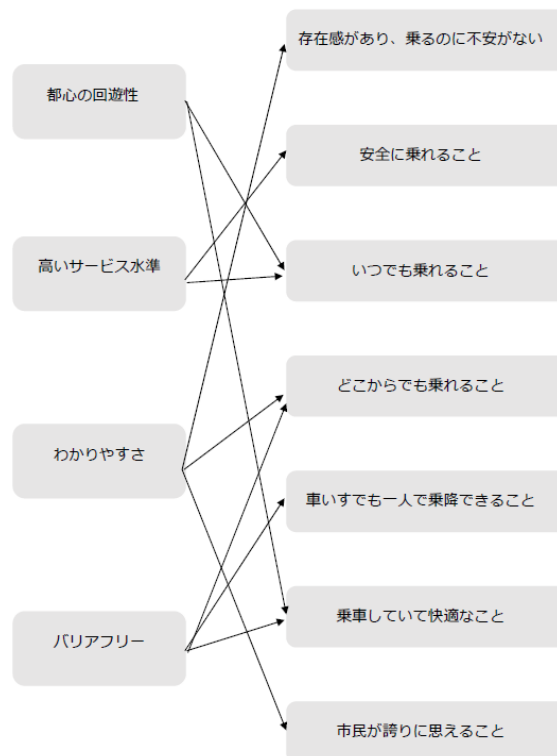 都心の回遊性
高いサービス水準
わかりやすさ
バリアフリー
存在感があり、乗るのに不安がない
安全に乗れること
いつでも乗れること
どこからでも乗れること
車いすでも一人で乗降できること
乗車していて快適なこと
市民が誇りに思えること